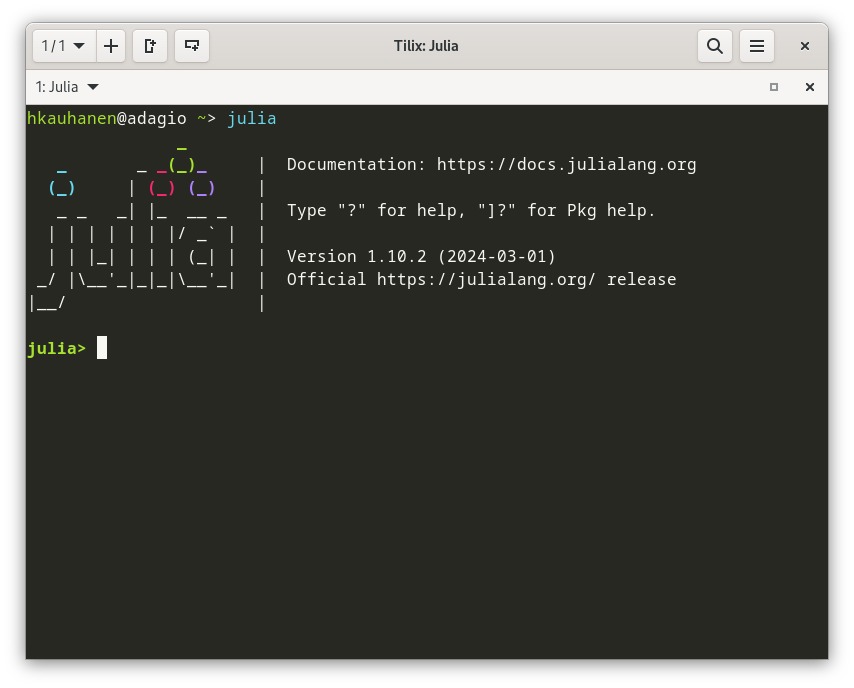 1 / 1
Tilix: Julia
1: Julia
hkauhanen@adagio ~> julia
               _
   _       _ _(_)_     |  Documentation: https://docs.julialang.org
  (_)     | (_) (_)    |
   _ _   _| |_  __ _   |  Type "?" for help, "]?" for Pkg help.
  | | | | | | |/ _` |  |
  | | |_| | | | (_| |  |  Version 1.10.2 (2024-03-01)
 _/ |\__'_|_|_|\__'_|  |  Official https://julialang.org/ release
|__/                   |
julia>